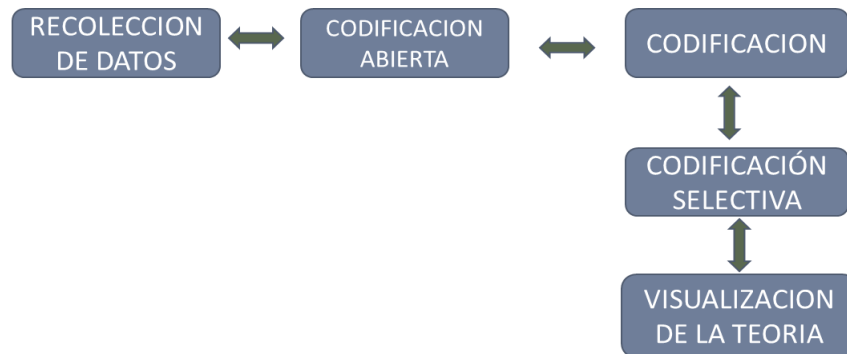 RECOLECCION
DE DATOS
CODIFICACION
ABIERTA
CODIFICACION
CODIFICACIÓN
SELECTIVA
VISUALIZACION
DE LA TEORIA